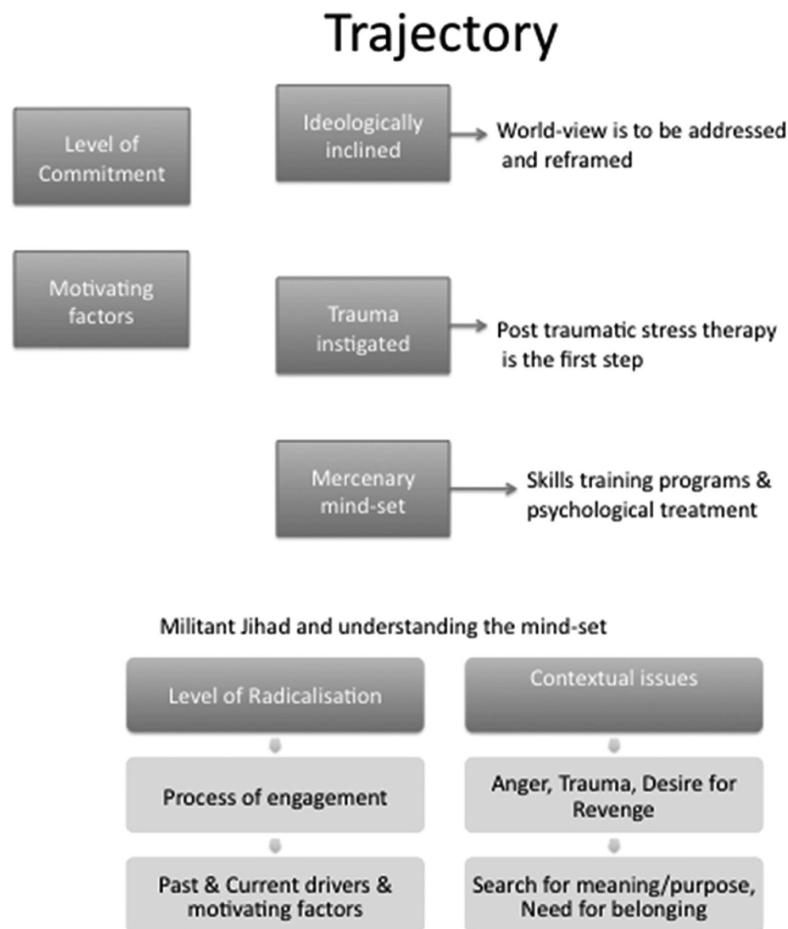 Trajectory
Level of
Commitment
Ideologically
inclined
World-view is to be addressed
and reframed
Motivating
factors
Trauma
instigated
Post traumatic stress therapy
is the first step
Mercenary
mind-set
Skills training programs &
psychological treatment
Militant Jihad and understanding the mind-set
Level of Radicalisation
Process of engagement
Past & Current drivers &
motivating factors
Contextual issues
Anger, Trauma, Desire for
Revenge
Search for meaning/purpose,
Need for belonging